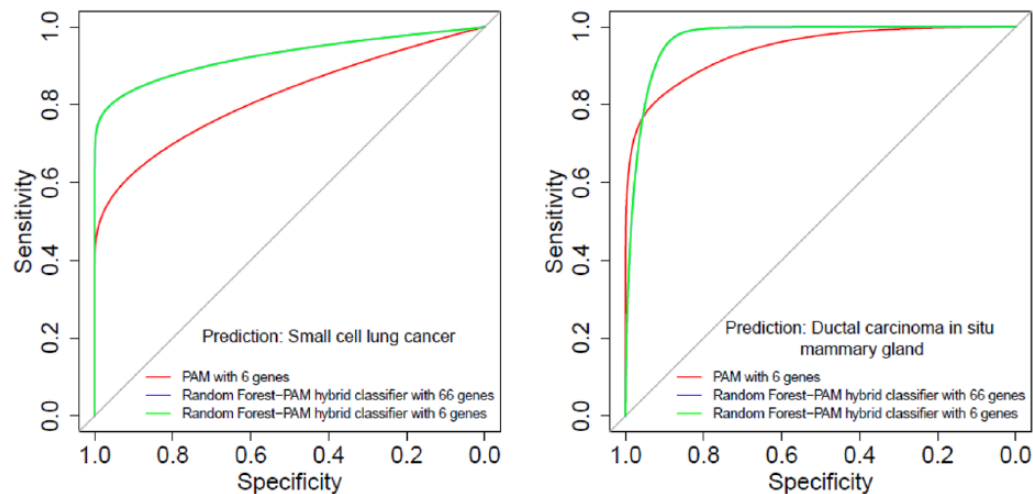 1.0
0.8
0.6
0.4
0.2
0.0
Sensitivity
Prediction: Small cell lung cancer
PAM with 6 genes
Random Forest−PAM hybrid classifier with 66 genes
Random Forest−PAM hybrid classifier with 6 genes
1.0 0.8 0.6 0.4 0.2 0.0
Specificity
1.0
0.8
0.6
0.4
0.2
0.0
Sensitivity
Prediction: Ductal carcinoma in situ
mammary gland
PAM with 6 genes
Random Forest−PAM hybrid classifier with 66 genes
Random Forest−PAM hybrid classifier with 6 genes
1.0 0.8 0.6 0.4 0.2 0.0
Specificity